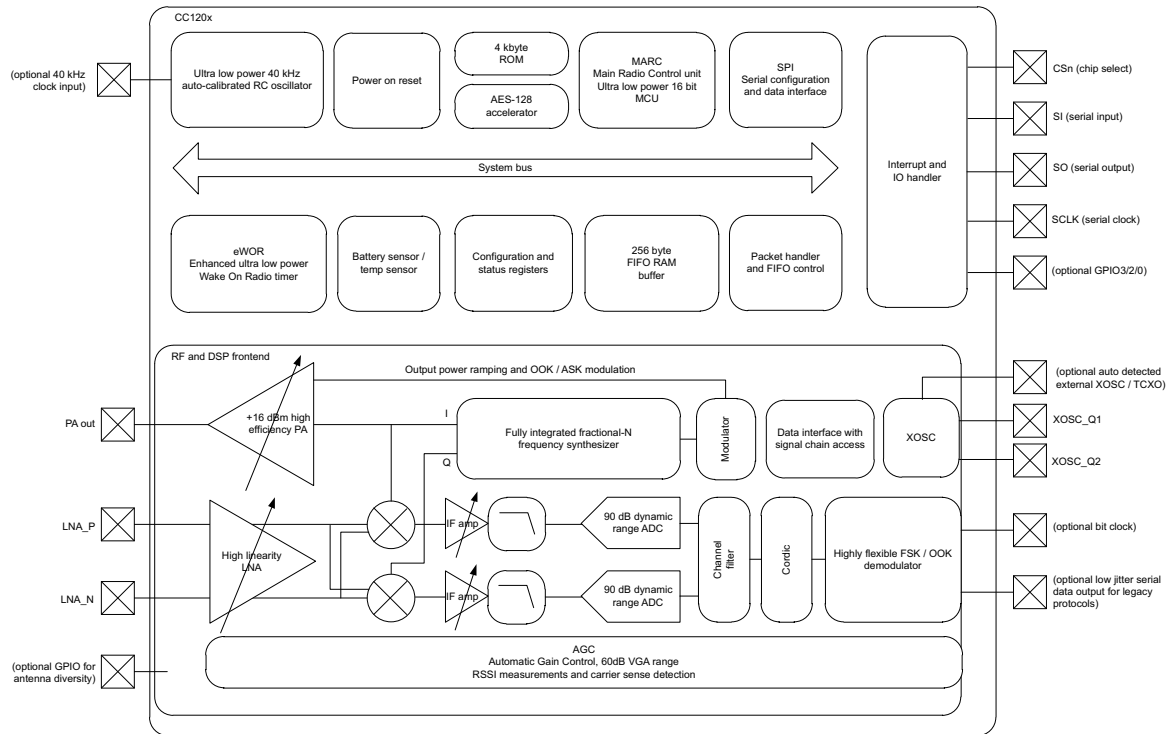 CC120x
(optional 40 kHz
clock input)
Ultra low power 40 kHz
auto-calibrated RC oscillator
Power on reset
4 kbyte
ROM
AES-128
accelerator
MARC
Main Radio Control unit
Ultra low power 16 bit
MCU
SPI
Serial configuration
and data interface
Interrupt and
IO handler
CSn (chip select)
SI (serial input)
SO (serial output)
SCLK (serial clock)
(optional GPIO3/2/0)
System bus
eWOR
Enhanced ultra low power
Wake On Radio timer
Battery sensor /
temp sensor
Configuration and
status registers
256 byte
FIFO RAM
buffer
Packet handler
and FIFO control
RF and DSP frontend
Output power ramping and OOK / ASK modulation
(optional auto detected
external XOSC / TCXO)
PA out
+16 dBm high
efficiency PA
I
Q
Fully integrated fractional-N
frequency synthesizer
Modulator
Data interface with
signal chain access
XOSC
XOSC_Q1
XOSC_Q2
LNA_P
LNA_N
High linearity
LNA
IF amp
90 dB dynamic
range ADC
IF amp
90 dB dynamic
range ADC
Channel
filter
Cordic
Highly flexible FSK / OOK
demodulator
(optional bit clock)
(optional low jitter serial
data output for legacy
protocols)
(optional GPIO for
antenna diversity)
AGC
Automatic Gain Control, 60dB VGA range
RSSI measurements and carrier sense detection